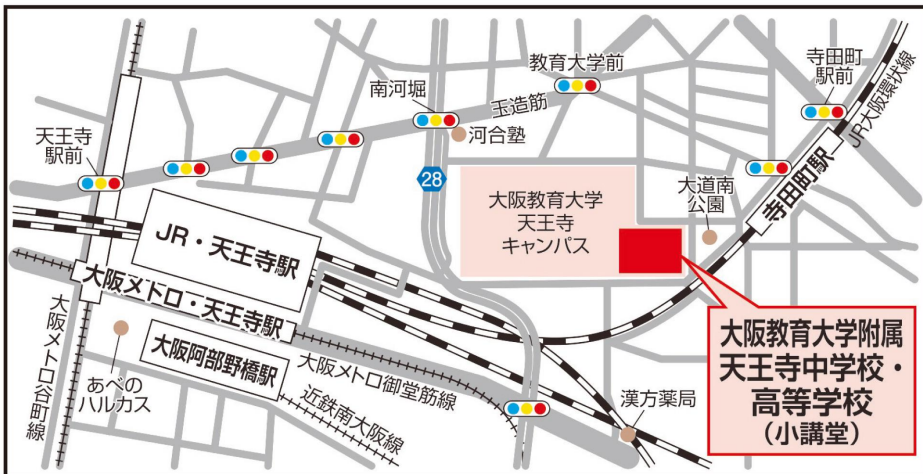 天王寺
駅前
南河堀
教育大学前
玉造筋
河合塾
寺田町
駅前
JR大阪環状線
寺田町駅
28
大阪教育大学
天王寺
キャンパス
大道南
公園
JR・天王寺駅
大阪メトロ・天王寺駅
大阪メトロ谷町線
あべの
ハルカス
大阪阿部野橋駅
大阪メトロ御堂筋線
近鉄南大阪線
漢方薬局
大阪教育大学附属
天王寺中学校・
高等学校
(小講堂)